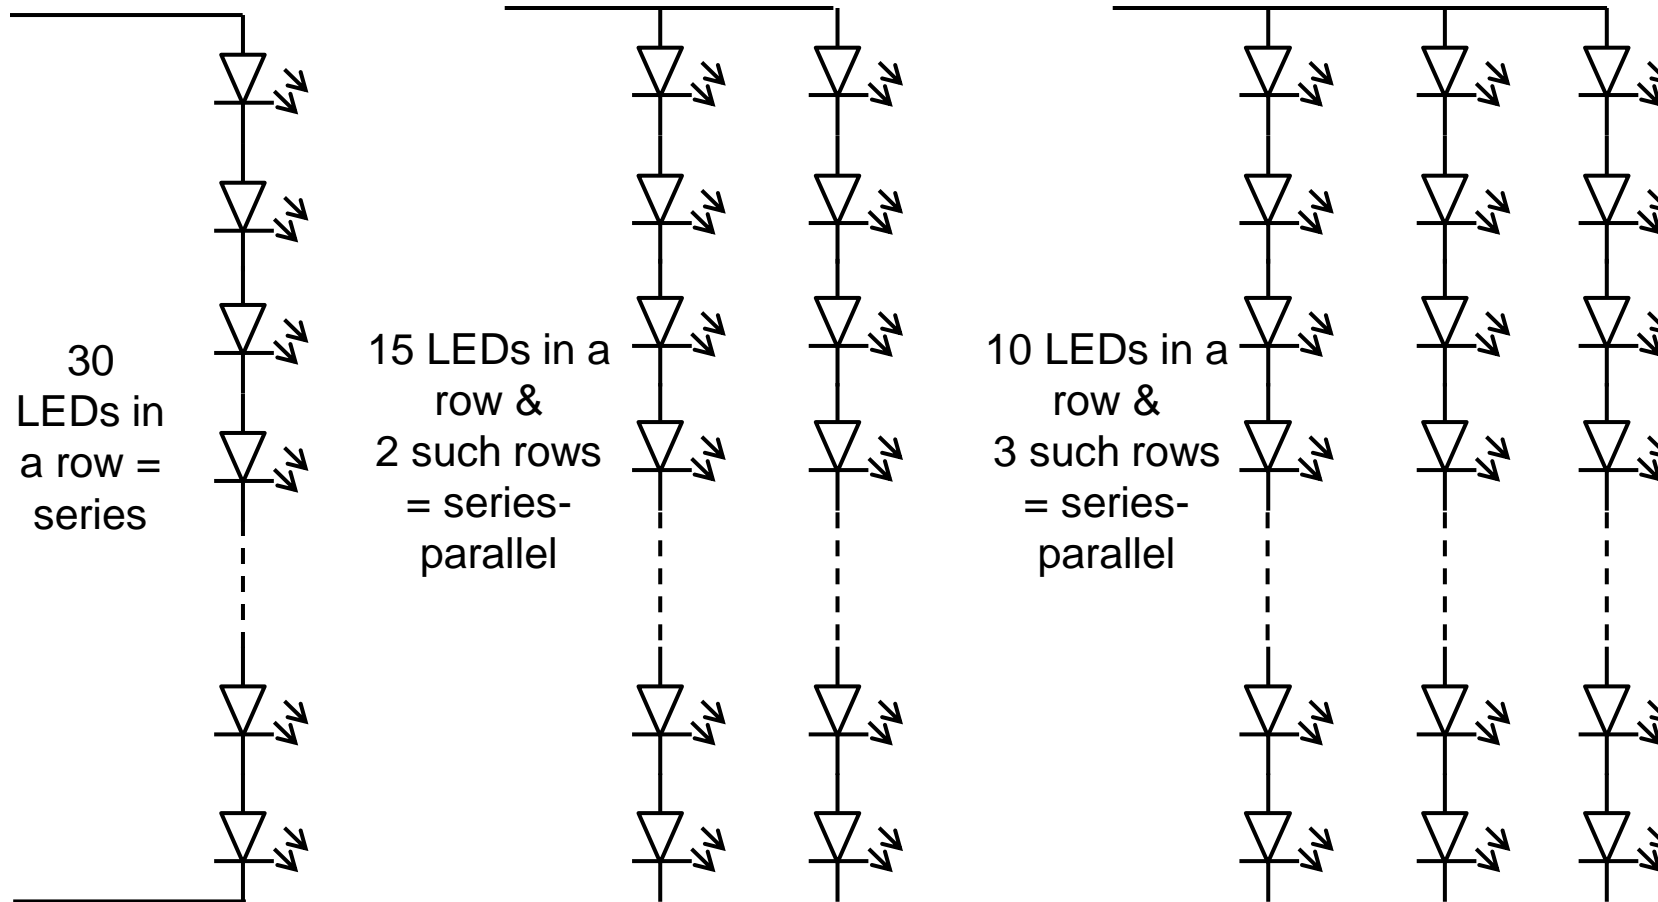 30
LEDs in
a row =
series
15 LEDs in a
row &
2 such rows
= series-
parallel
10 LEDs in a
row &
3 such rows
= series-
parallel